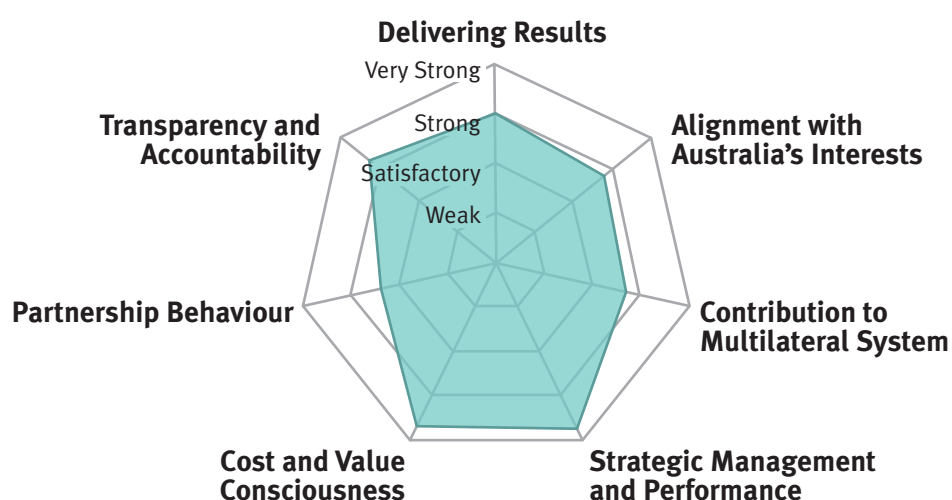 Delivering Results
Very Strong
Strong
Satisfactory
Weak
Transparency and
Accountability
Alignment with
Australia’s Interests
Partnership Behaviour
Contribution to
Multilateral System
Cost and Value
Consciousness
Strategic Management
and Performance